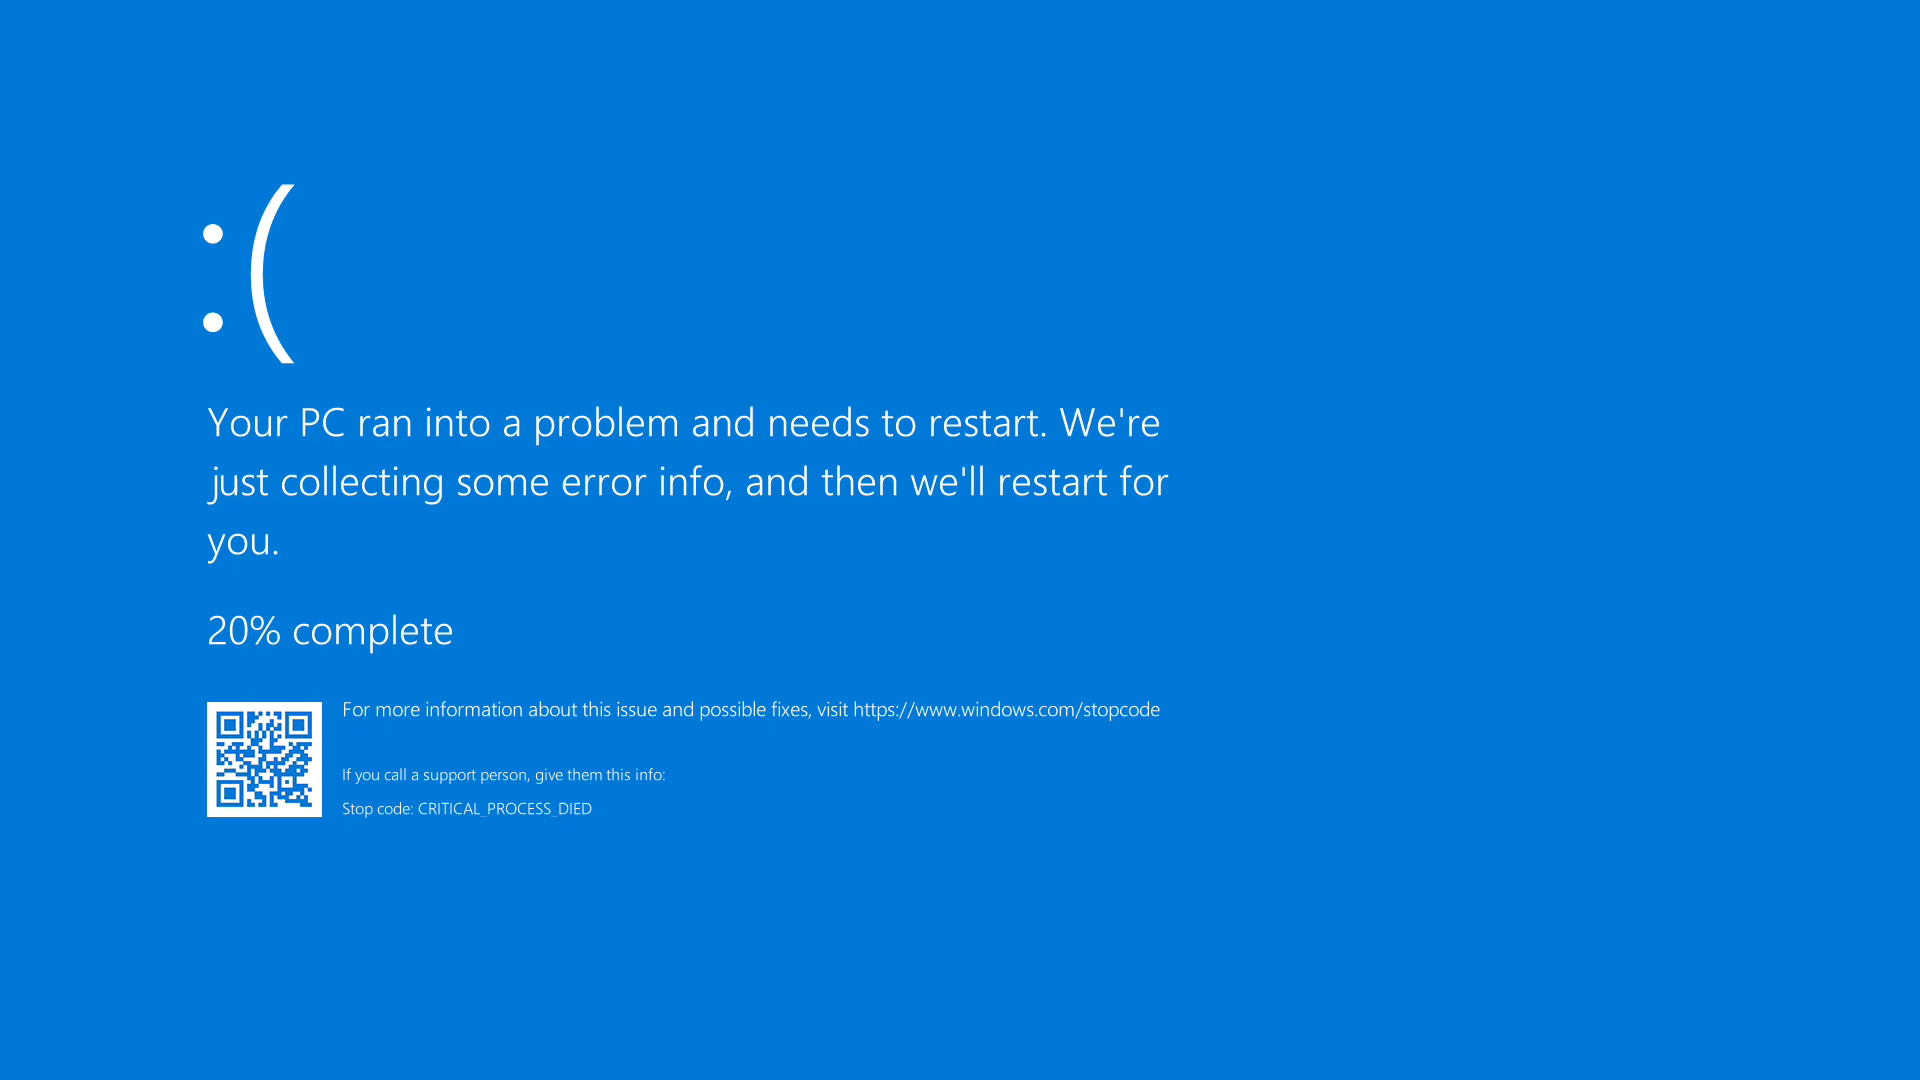 :(
Your PC ran into a problem and needs to restart. We're
just collecting some error info, and then we'll restart for
you.
20% complete
For more information about this issue and possible fixes, visit https://www.windows.com/stopcode
If you call a support person, give them this info:
Stop code: CRITICAL_PROCESS_DIED